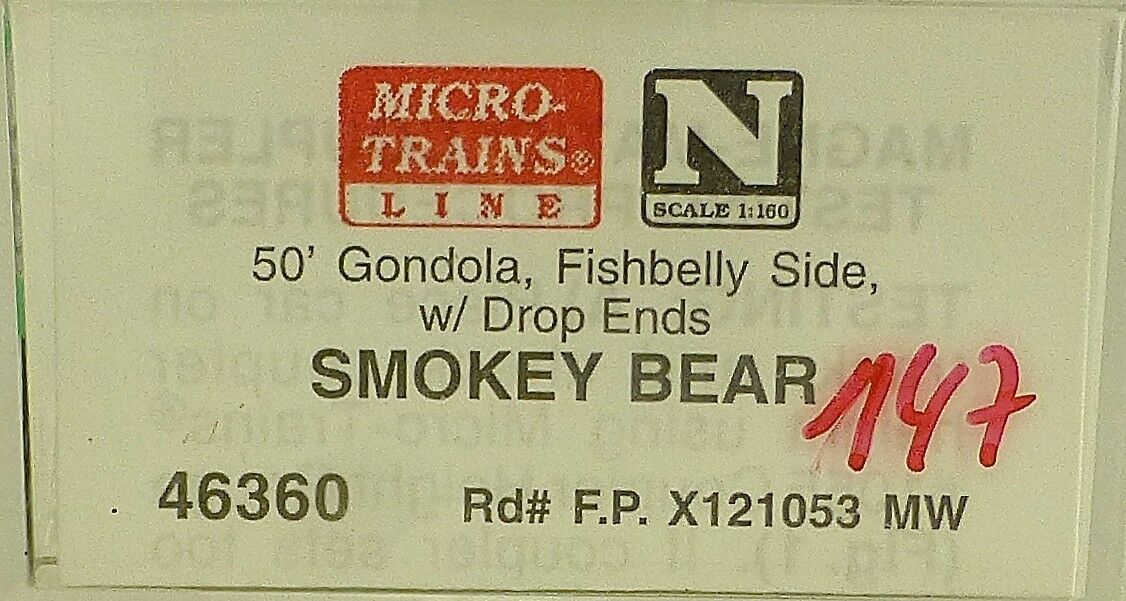 MICRO-
TRAINS®
LINE
N
SCALE 1:160
50' Gondola, Fishbelly Side,
w/ Drop Ends
SMOKEY BEAR
147
46360 Rd# F.P. X121053 MW